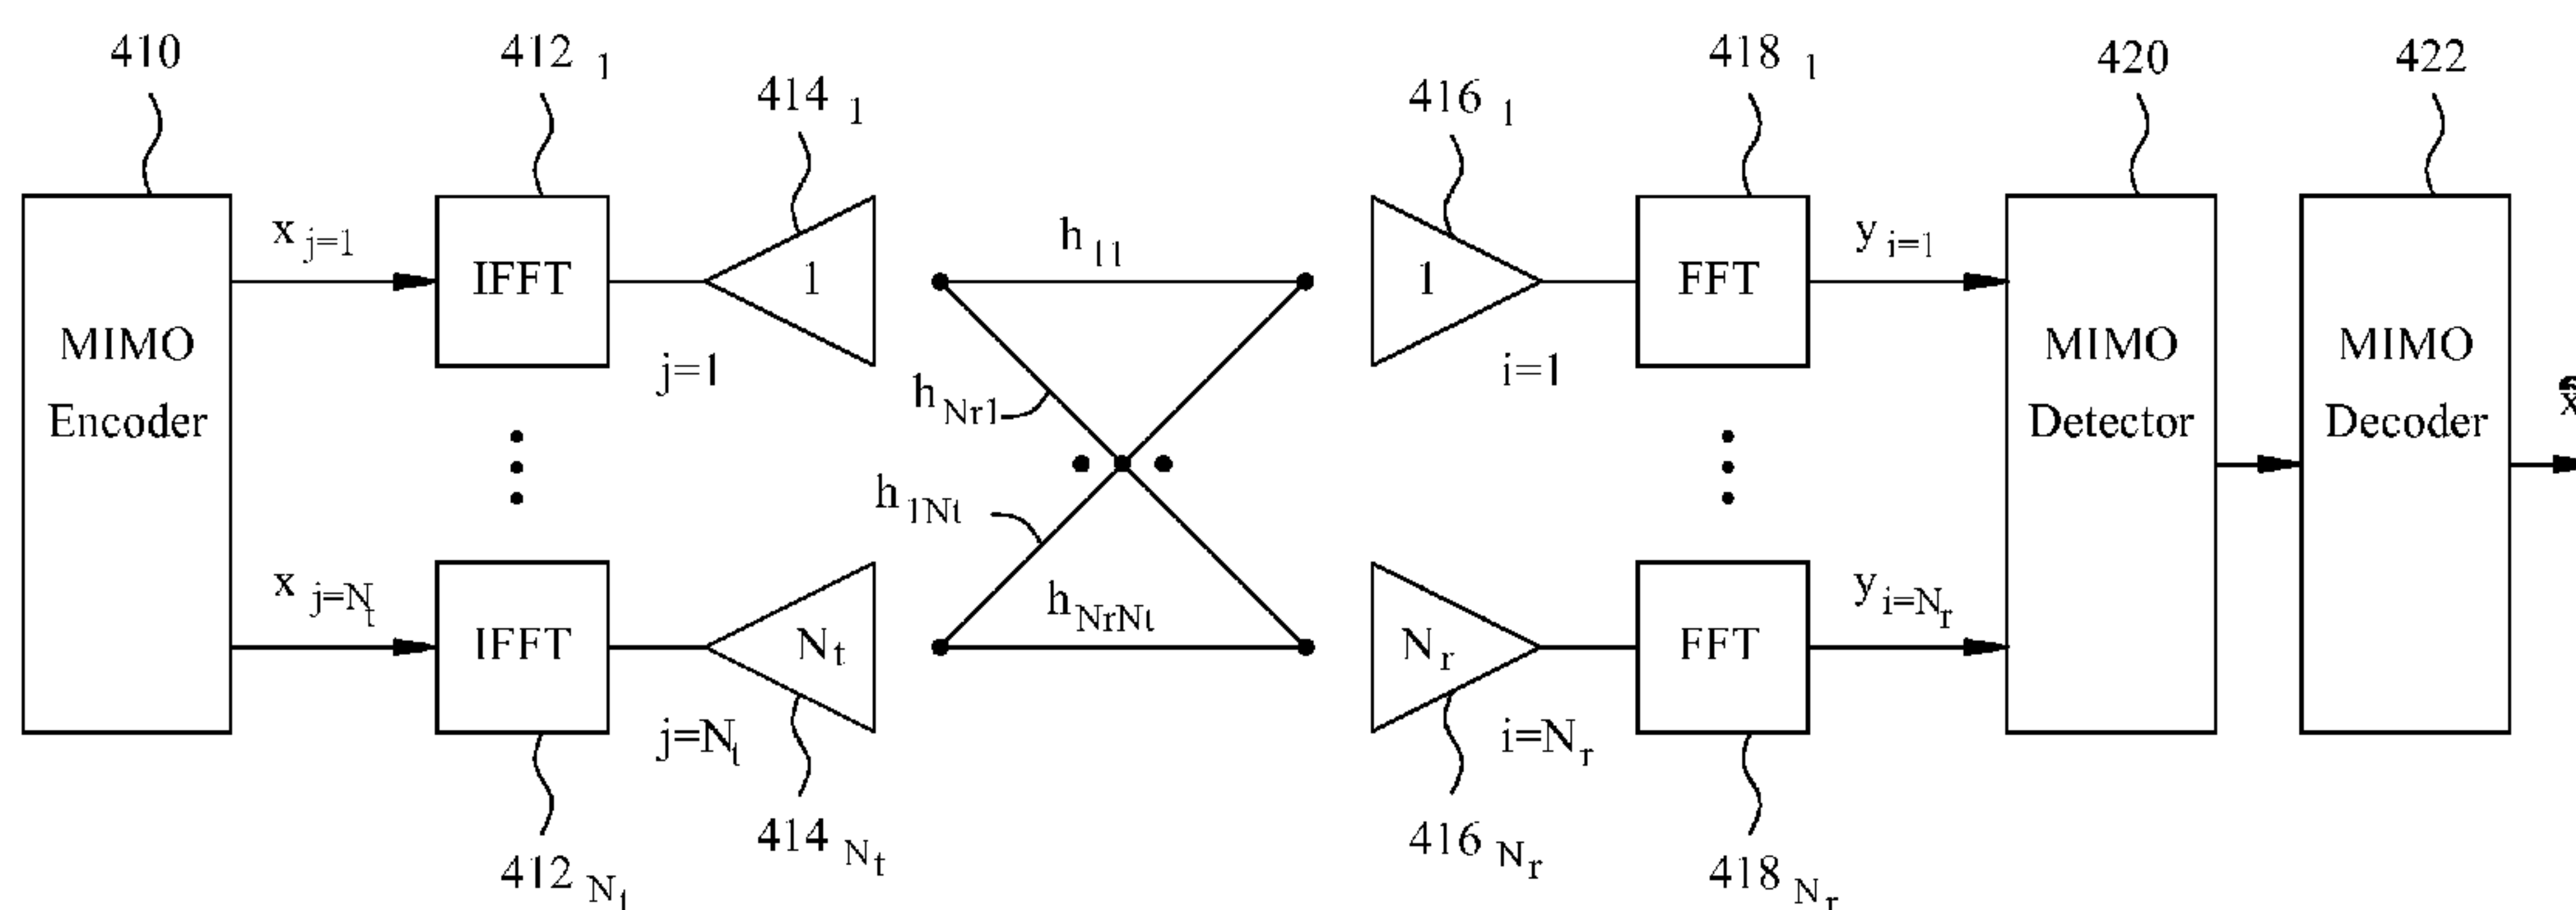 410
412 1
414 1
416 1
418 1
420
422
x j=1
h 11
y i=1
IFFT
1
1
FFT
MIMO
Encoder
MIMO
Detector
MIMO
Decoder
j=1
i=1
h Nr1
h 1Nt
x j=Nt
h NrNt
y i=Nr
IFFT
Nt
Nr
FFT
j=Nt
i=Nr
414 Nt
416 Nr
412 Nt
418 Nr